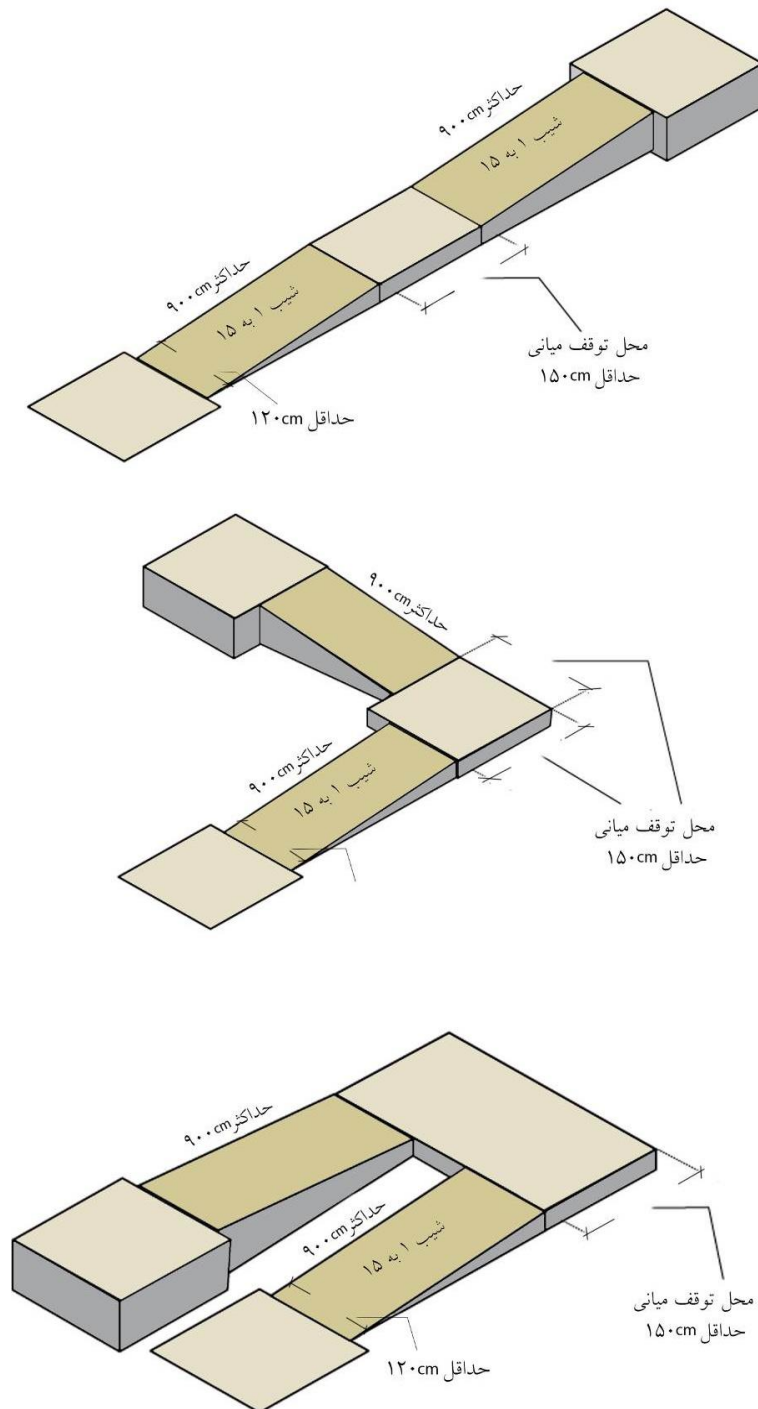 حداکثر ۹۰۰cm
شیب ۱ به ۱۵
حداکثر ۹۰۰cm
شیب ۱ به ۱۵
محل توقف میانی
حداقل ۱۵۰cm
حداقل ۱۲۰cm
حداکثر ۹۰۰cm
حداکثر ۹۰۰cm
شیب ۱ به ۱۵
محل توقف میانی
حداقل ۱۵۰cm
حداکثر ۹۰۰cm
حداکثر ۹۰۰cm
شیب ۱ به ۱۵
محل توقف میانی
حداقل ۱۵۰cm
حداقل ۱۲۰cm